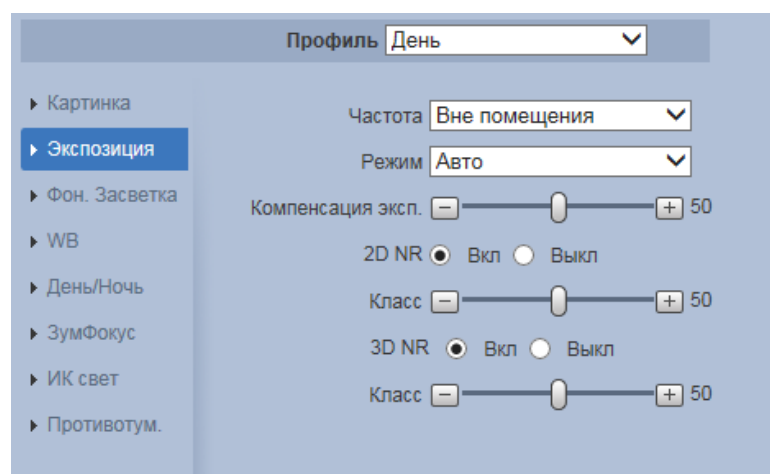 Профиль День
Картинка
Экспозиция
Фон. Засветка
WB
День/Ночь
ЗумФокус
ИК свет
Противотум.
Частота Вне помещения
Режим Авто
Компенсация эксп. 50
2D NR Вкл Выкл
Класс 50
3D NR Вкл Выкл
Класс 50